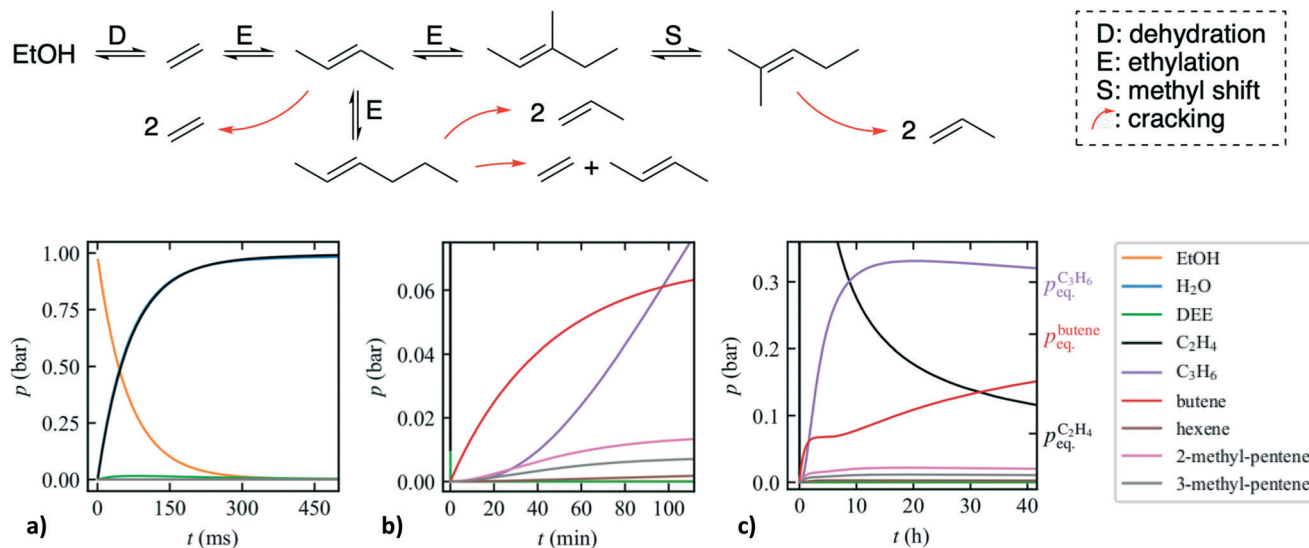 EtOH D E E S
2 E 2 2
+
D: dehydration
E: ethylation
S: methyl shift
: cracking
1.00
0.75
0.50
0.25
0.00
p (bar)
0 150 300 450
t (ms)
a)
0.06
0.04
0.02
0.00
p (bar)
0 20 40 60 80 100
t (min)
b)
0.3
0.2
0.1
0.0
p (bar)
0 10 20 30 40
t (h)
c)
p eq. C₃H₆
p eq. butene
p eq. C₂H₄
EtOH
H₂O
DEE
C₂H₄
C₃H₆
butene
hexene
2-methyl-pentene
3-methyl-pentene